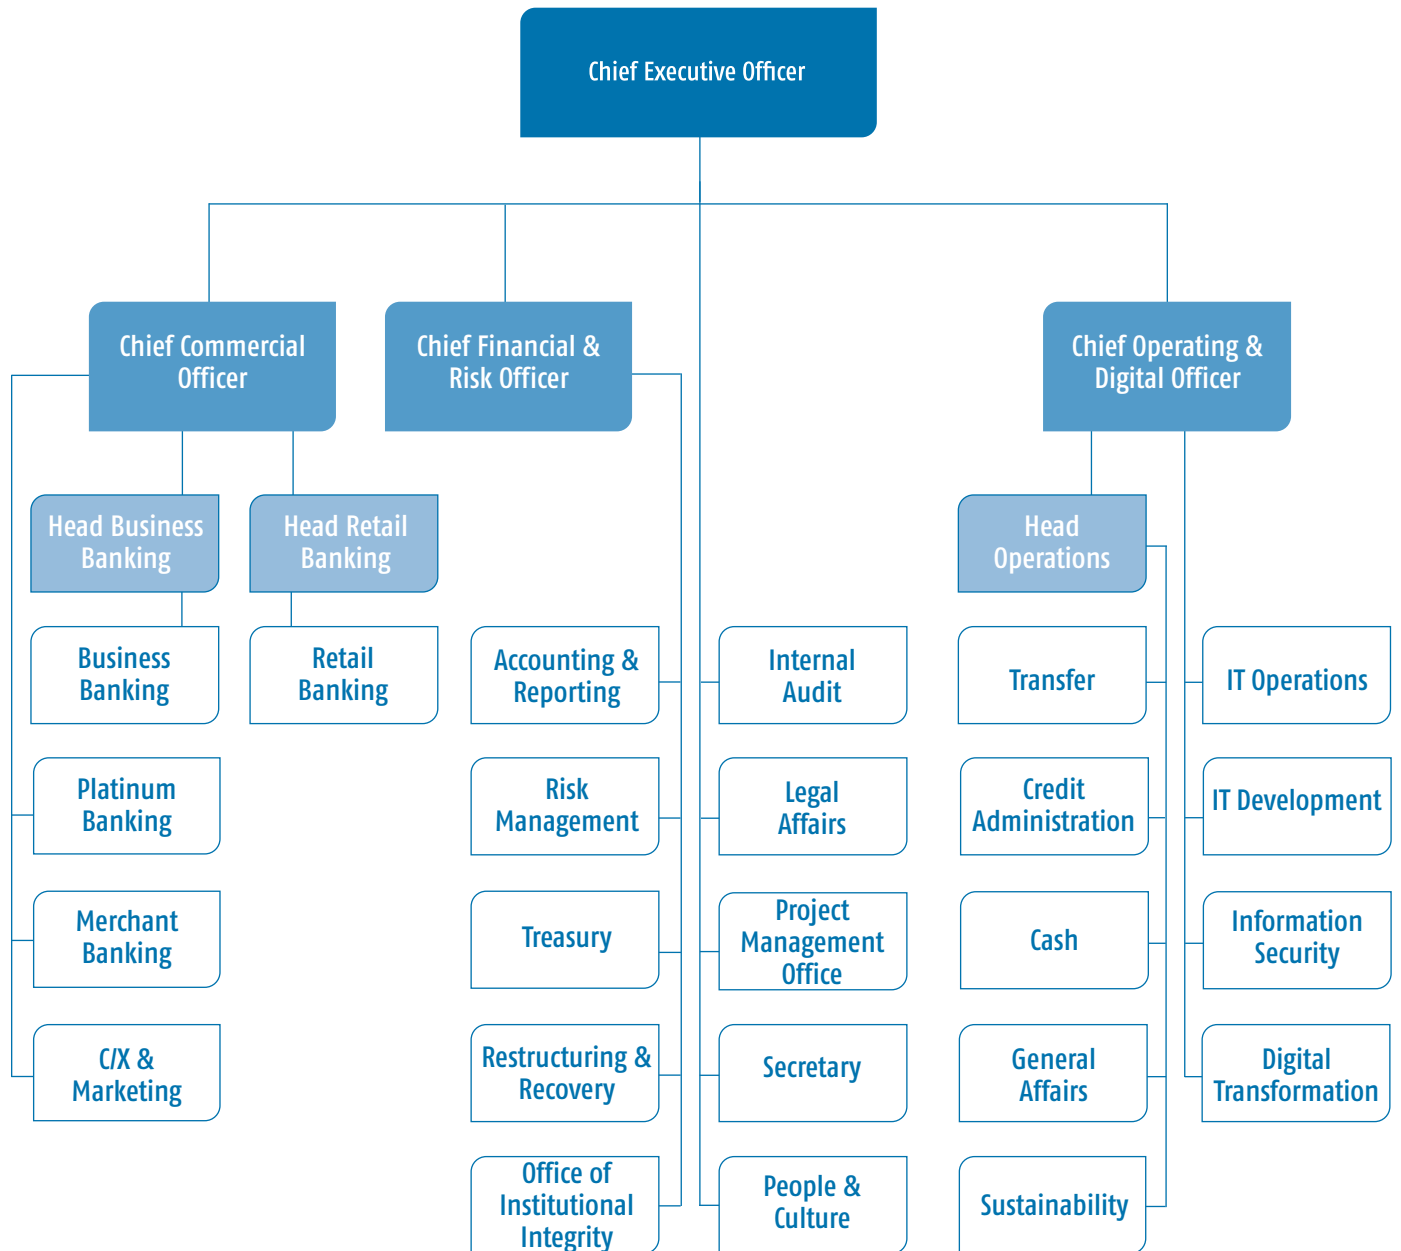 Chief Executive Officer
Chief Commercial
Officer
Chief Financial &
Risk Officer
Chief Operating &
Digital Officer
Head Business
Banking
Head Retail
Banking
Head
Operations
Business
Banking
Retail
Banking
Accounting &
Reporting
Internal
Audit
Transfer
IT Operations
Platinum
Banking
Risk
Management
Legal
Affairs
Credit
Administration
IT Development
Merchant
Banking
Treasury
Project
Management
Office
Cash
Information
Security
C/X &
Marketing
Restructuring &
Recovery
Secretary
General
Affairs
Digital
Transformation
Office of
Institutional
Integrity
People &
Culture
Sustainability